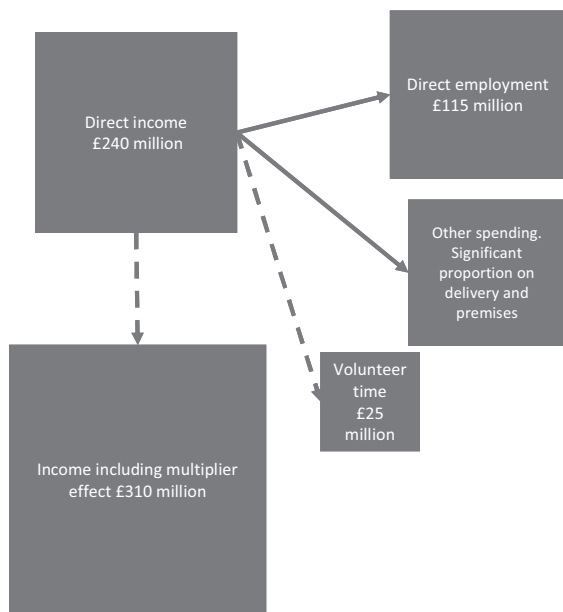 Direct income
£240 million
Direct employment
£115 million
Other spending.
Significant
proportion on
delivery and
premises
Volunteer
time
£25
million
Income including multiplier
effect £310 million